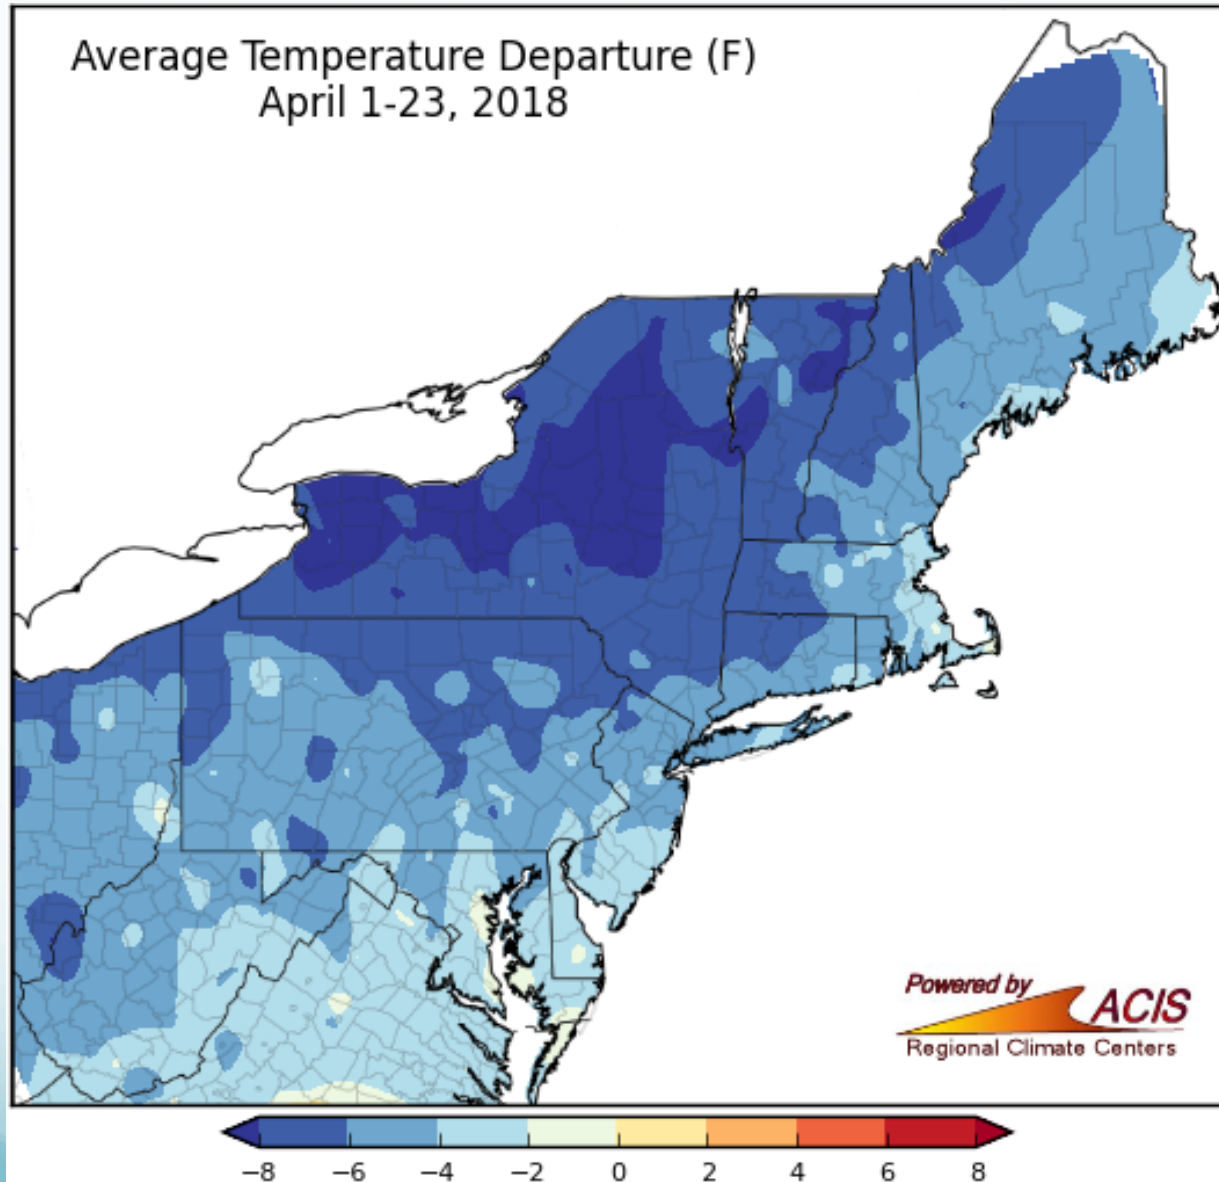 Average Temperature Departure (F)
April 1-23, 2018
Powered by
ACIS
Regional Climate Centers
−8 −6 −4 −2 0 2 4 6 8